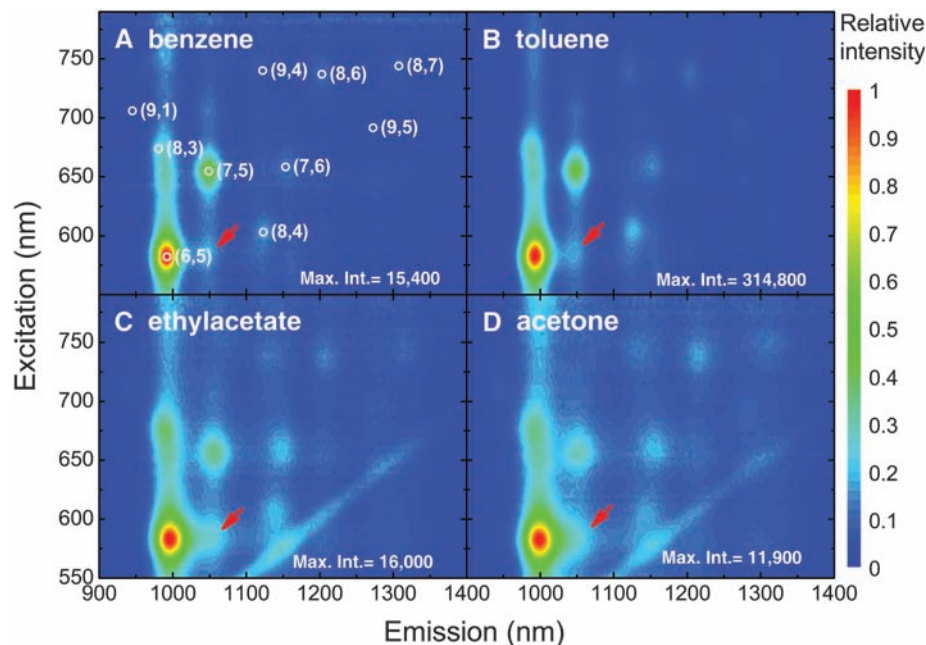 A benzene
B toluene
Relative
intensity
(9,4)
(8,6)
(8,7)
(9,1)
(9,5)
(8,3)
(7,5)
(7,6)
(8,4)
(6,5)
Max. Int.= 15,400
Max. Int.= 314,800
C ethylacetate
D acetone
Max. Int.= 16,000
Max. Int.= 11,900
Excitation (nm)
750
700
650
600
750
700
650
600
550
900 1000 1100 1200 1300 1400
1000 1100 1200 1300 1400
Emission (nm)
1
0.9
0.8
0.7
0.6
0.5
0.4
0.3
0.2
0.1
0